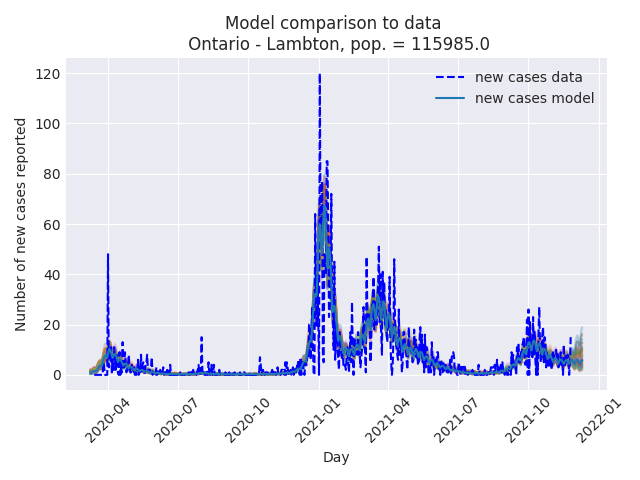 Model comparison to data
Ontario - Lambton, pop. = 115985.0
new cases data
new cases model
Number of new cases reported
120
100
80
60
40
20
0
2020-04
2020-07
2020-10
2021-01
2021-04
2021-07
2021-10
2022-01
Day